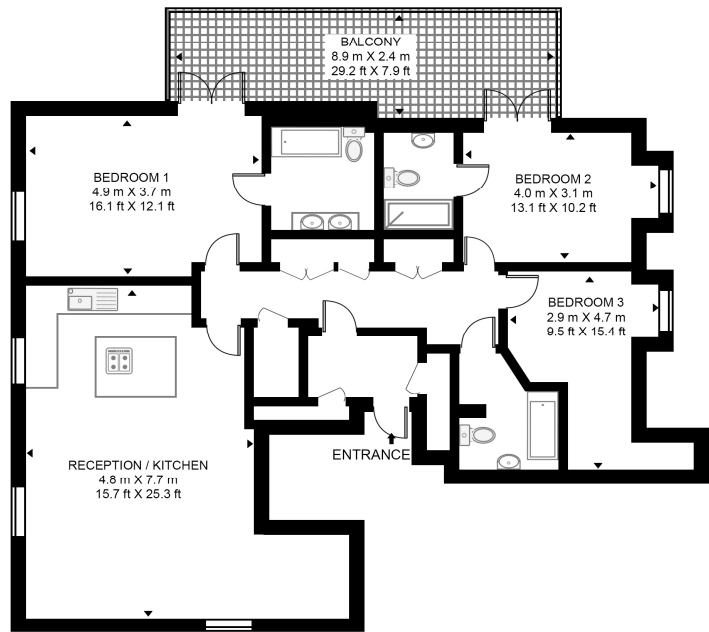 BALCONY
8.9 m X 2.4 m
29.2 ft X 7.9 ft
BEDROOM 1
4.9 m X 3.7 m
16.1 ft X 12.1 ft
BEDROOM 2
4.0 m X 3.1 m
13.1 ft X 10.2 ft
BEDROOM 3
2.9 m X 4.7 m
9.5 ft X 15.4 ft
RECEPTION / KITCHEN
4.8 m X 7.7 m
15.7 ft X 25.3 ft
ENTRANCE